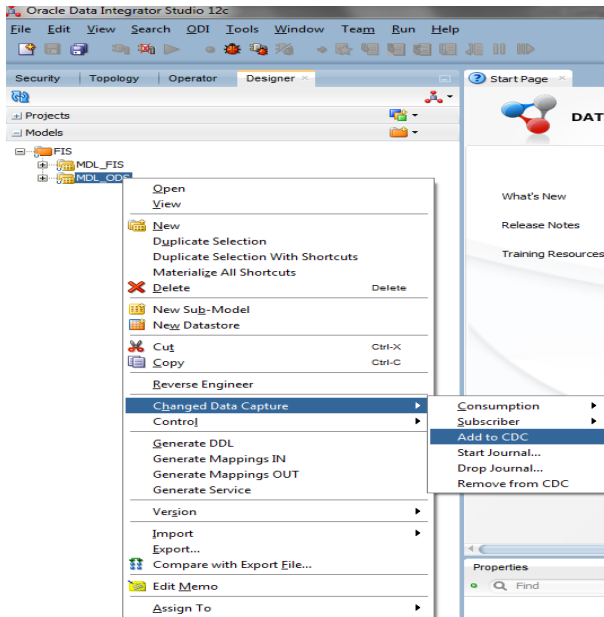 Oracle Data Integrator Studio 12c
File Edit View Search ODI Tools Window Team Run Help
Security Topology Operator Designer
Start Page
Projects
Models
FIS
MDL_FIS
MDL_ODS
DAT
What's New
Release Notes
Training Resources
Open
View
New
Duplicate Selection
Duplicate Selection With Shortcuts
Materialize All Shortcuts
Delete Delete
New Sub-Model
New Datastore
Cut Ctrl-X
Copy Ctrl-C
Reverse Engineer
Changed Data Capture
Control
Generate DDL
Generate Mappings IN
Generate Mappings OUT
Generate Service
Version
Import
Export...
Compare with Export File...
Edit Memo
Assign To
Consumption
Subscriber
Add to CDC
Start Journal...
Drop Journal...
Remove from CDC
Properties
Find